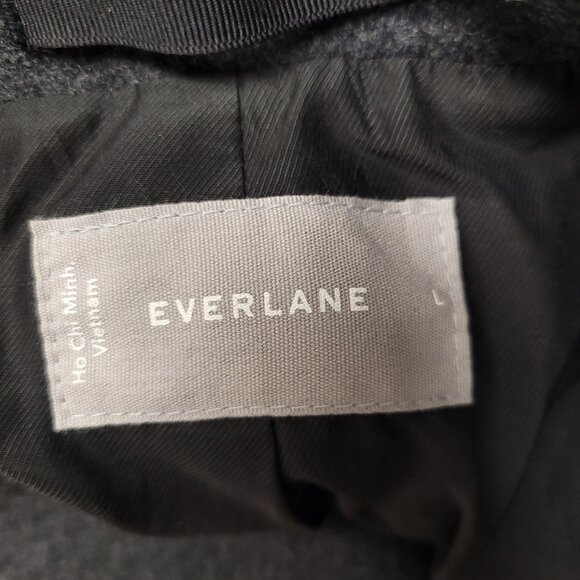 Ho Chi Minh,
Vietnam
EVERLANE
L